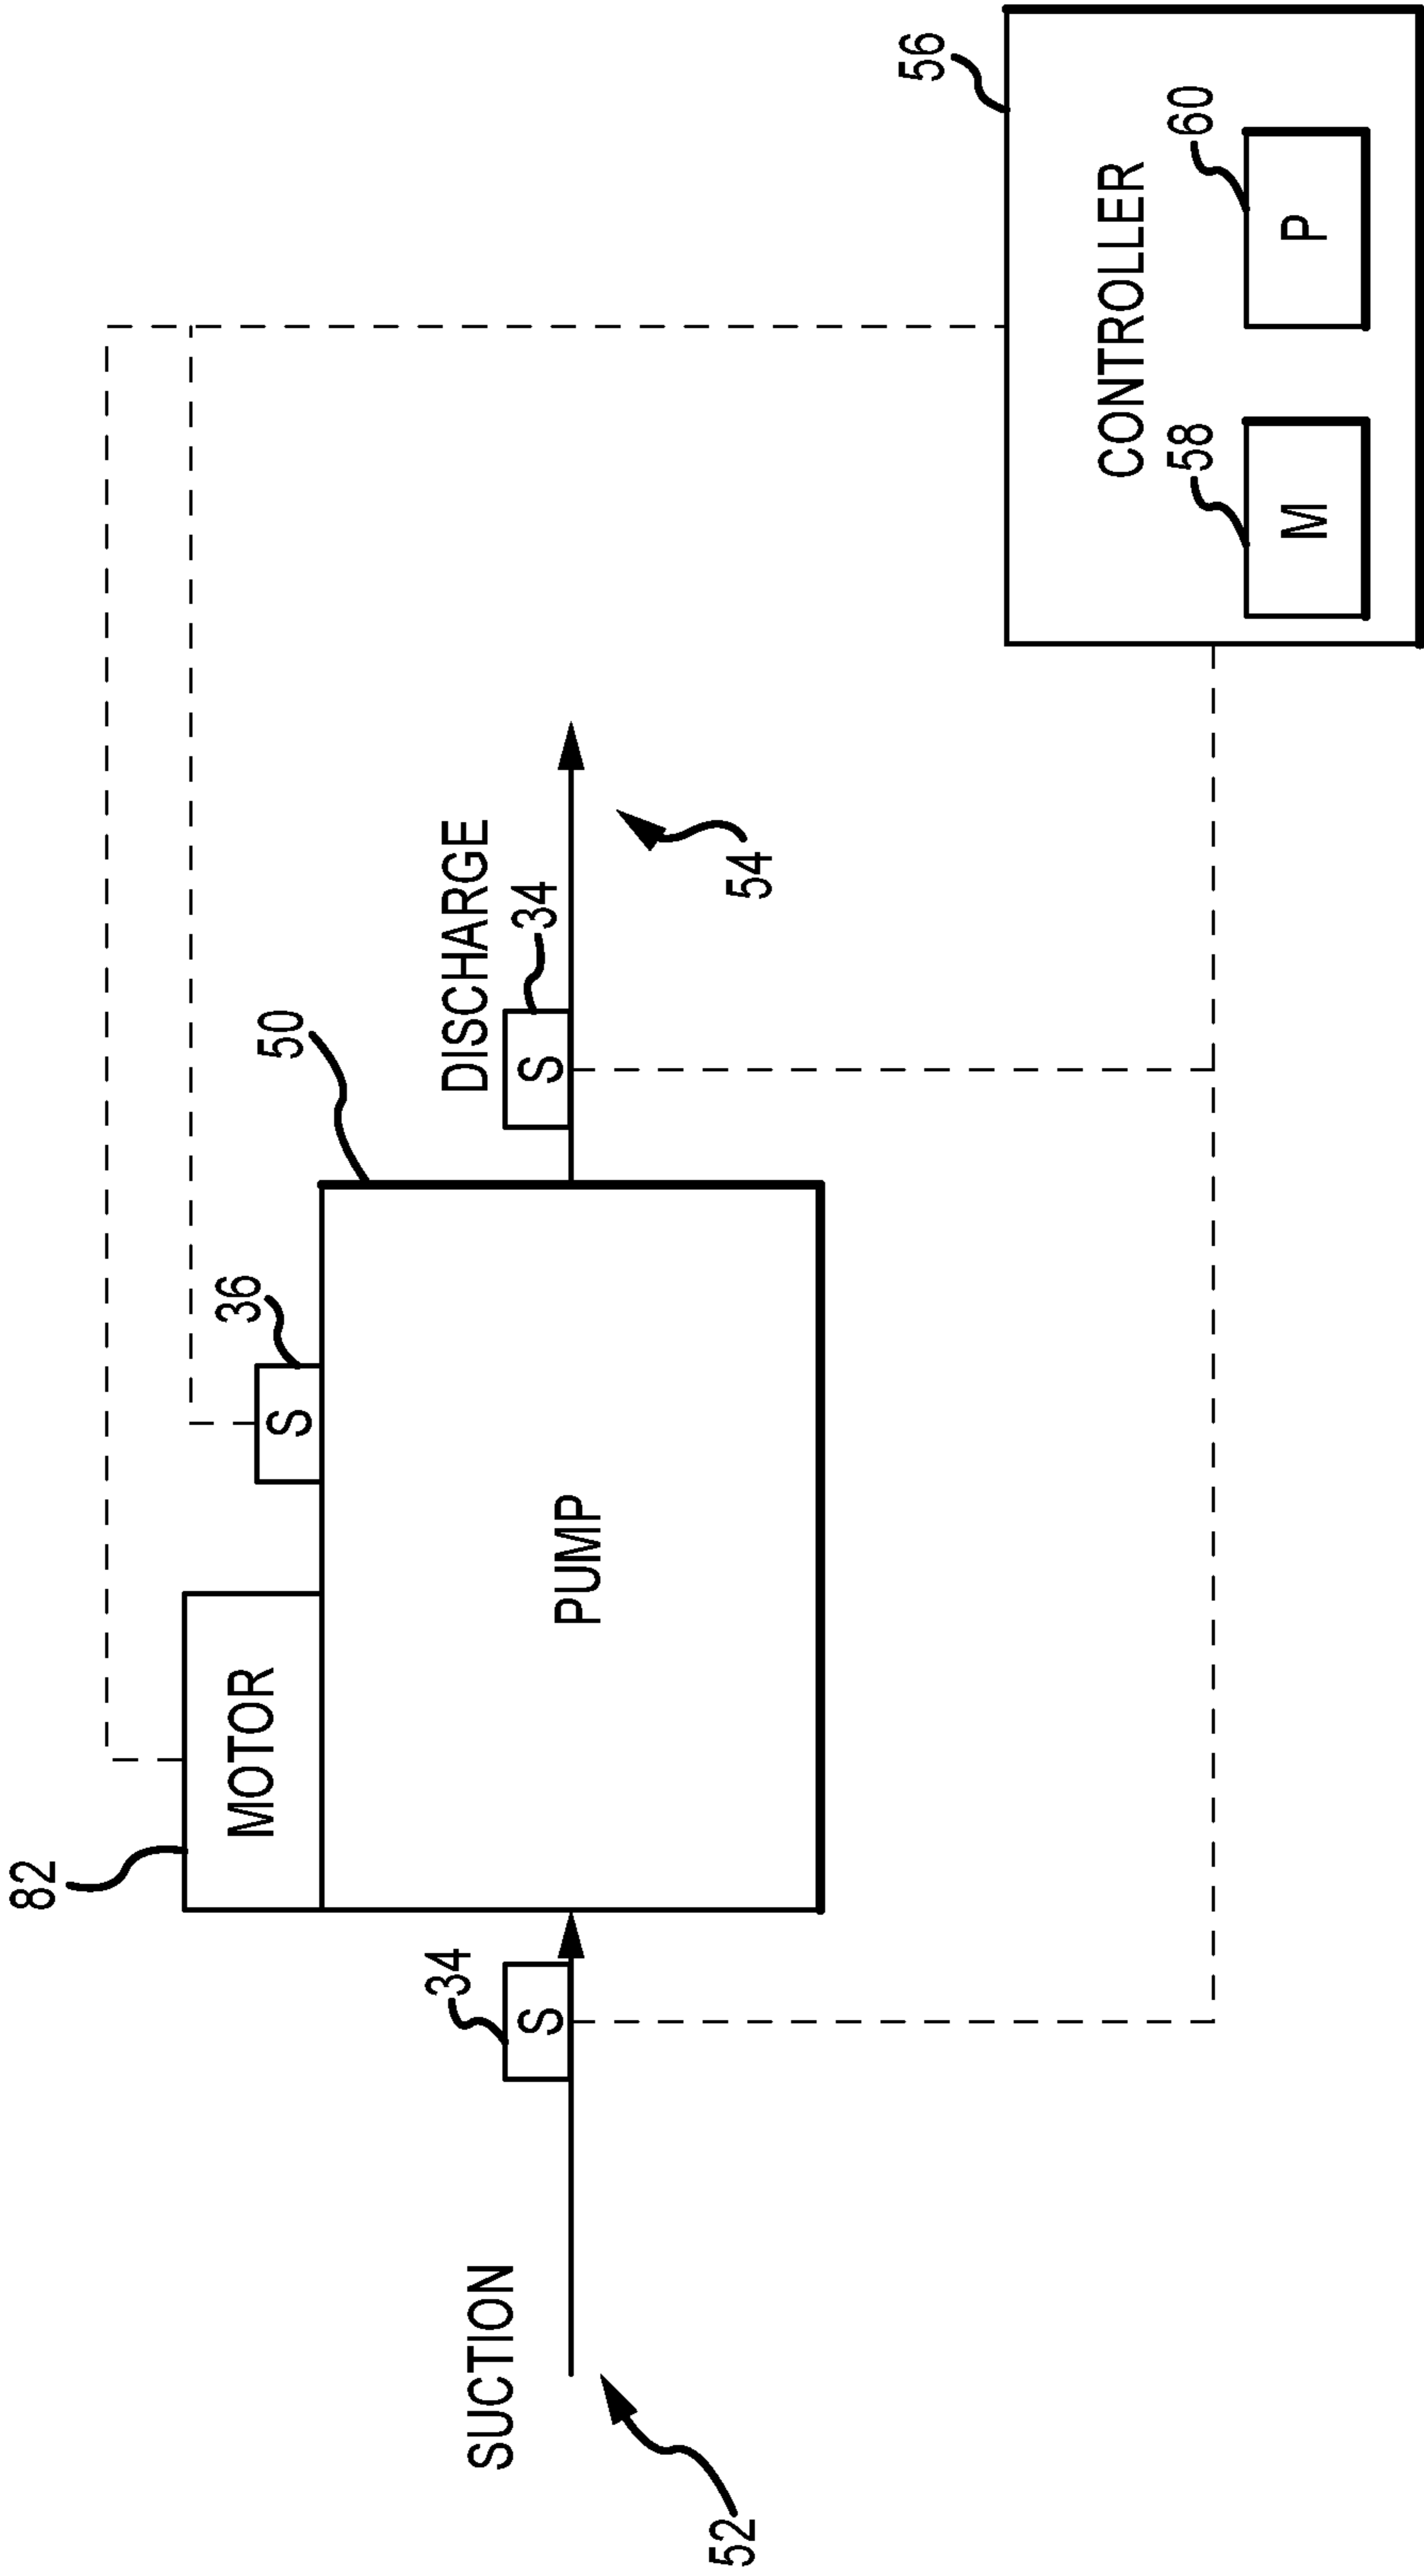 82
MOTOR
36
S
50
SUCTION
34
S
PUMP
DISCHARGE
34
S
52
54
56
CONTROLLER
58
60
M
P